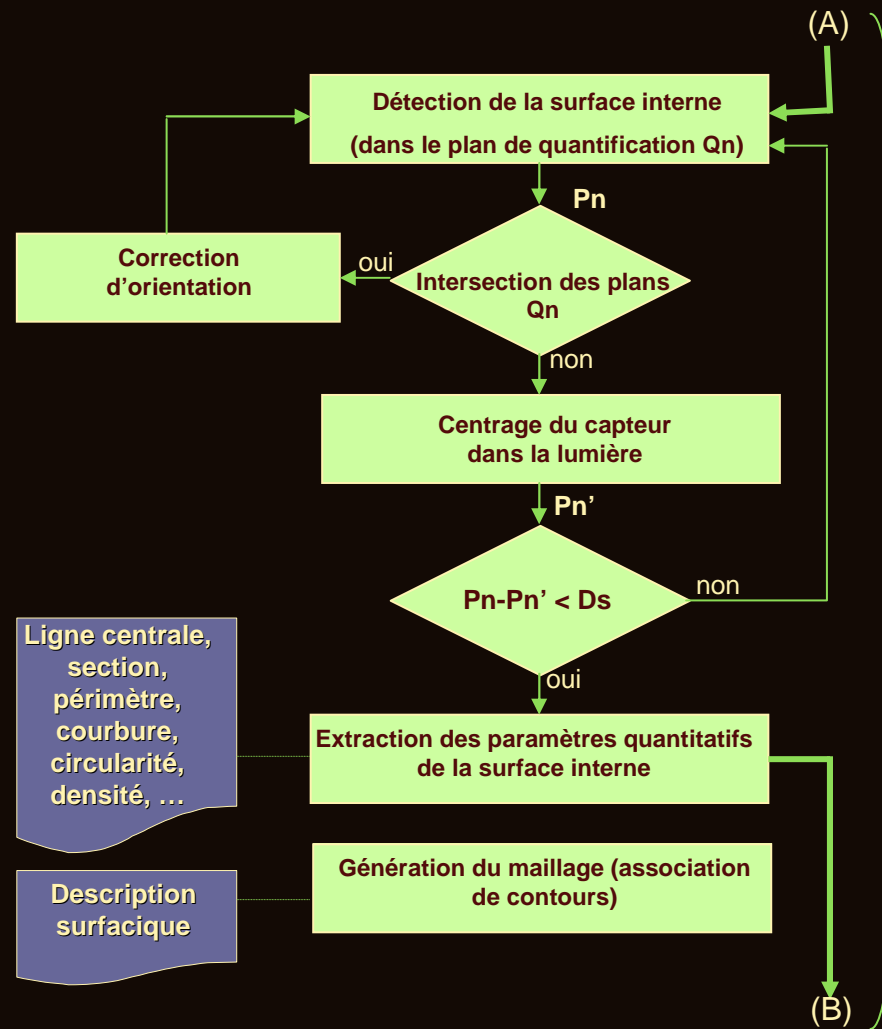 (A)
Détection de la surface interne
(dans le plan de quantification Qn)
Pn
Correction
d’orientation
oui
Intersection des plans
Qn
non
Centrage du capteur
dans la lumière
Pn’
Pn-Pn’ < Ds
non
oui
Ligne centrale,
section,
périmètre,
courbure,
circularité,
densité, …
Extraction des paramètres quantitatifs
de la surface interne
Génération du maillage (association
de contours)
Description
surfacique
(B)